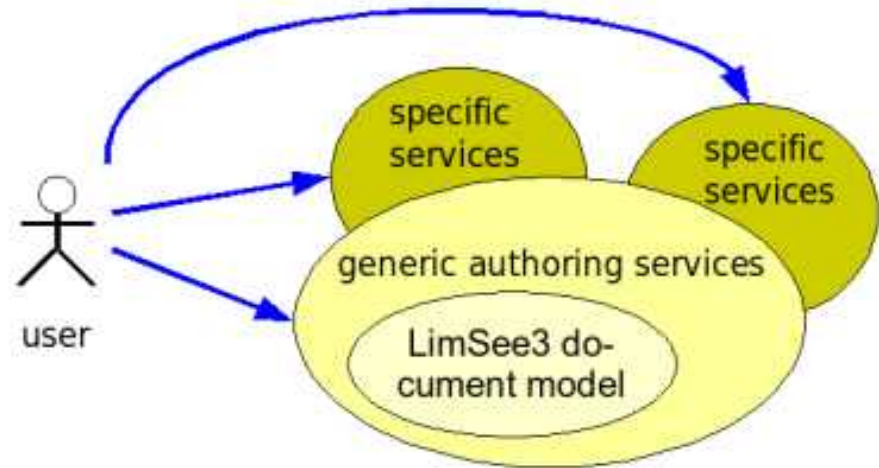 specific
services
specific
services
generic authoring services
user
LimSee3 do-
cument model